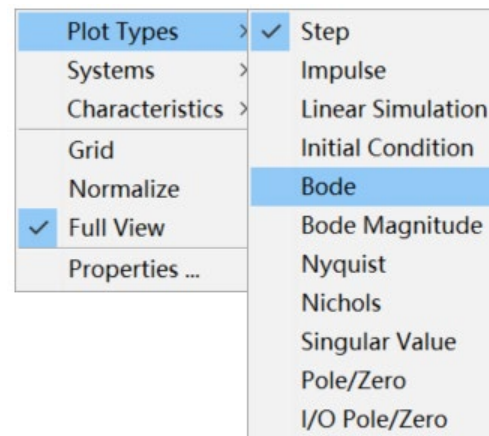 Plot Types
Systems
Characteristics
Grid
Normalize
Full View
Properties ...
Step
Impulse
Linear Simulation
Initial Condition
Bode
Bode Magnitude
Nyquist
Nichols
Singular Value
Pole/Zero
I/O Pole/Zero